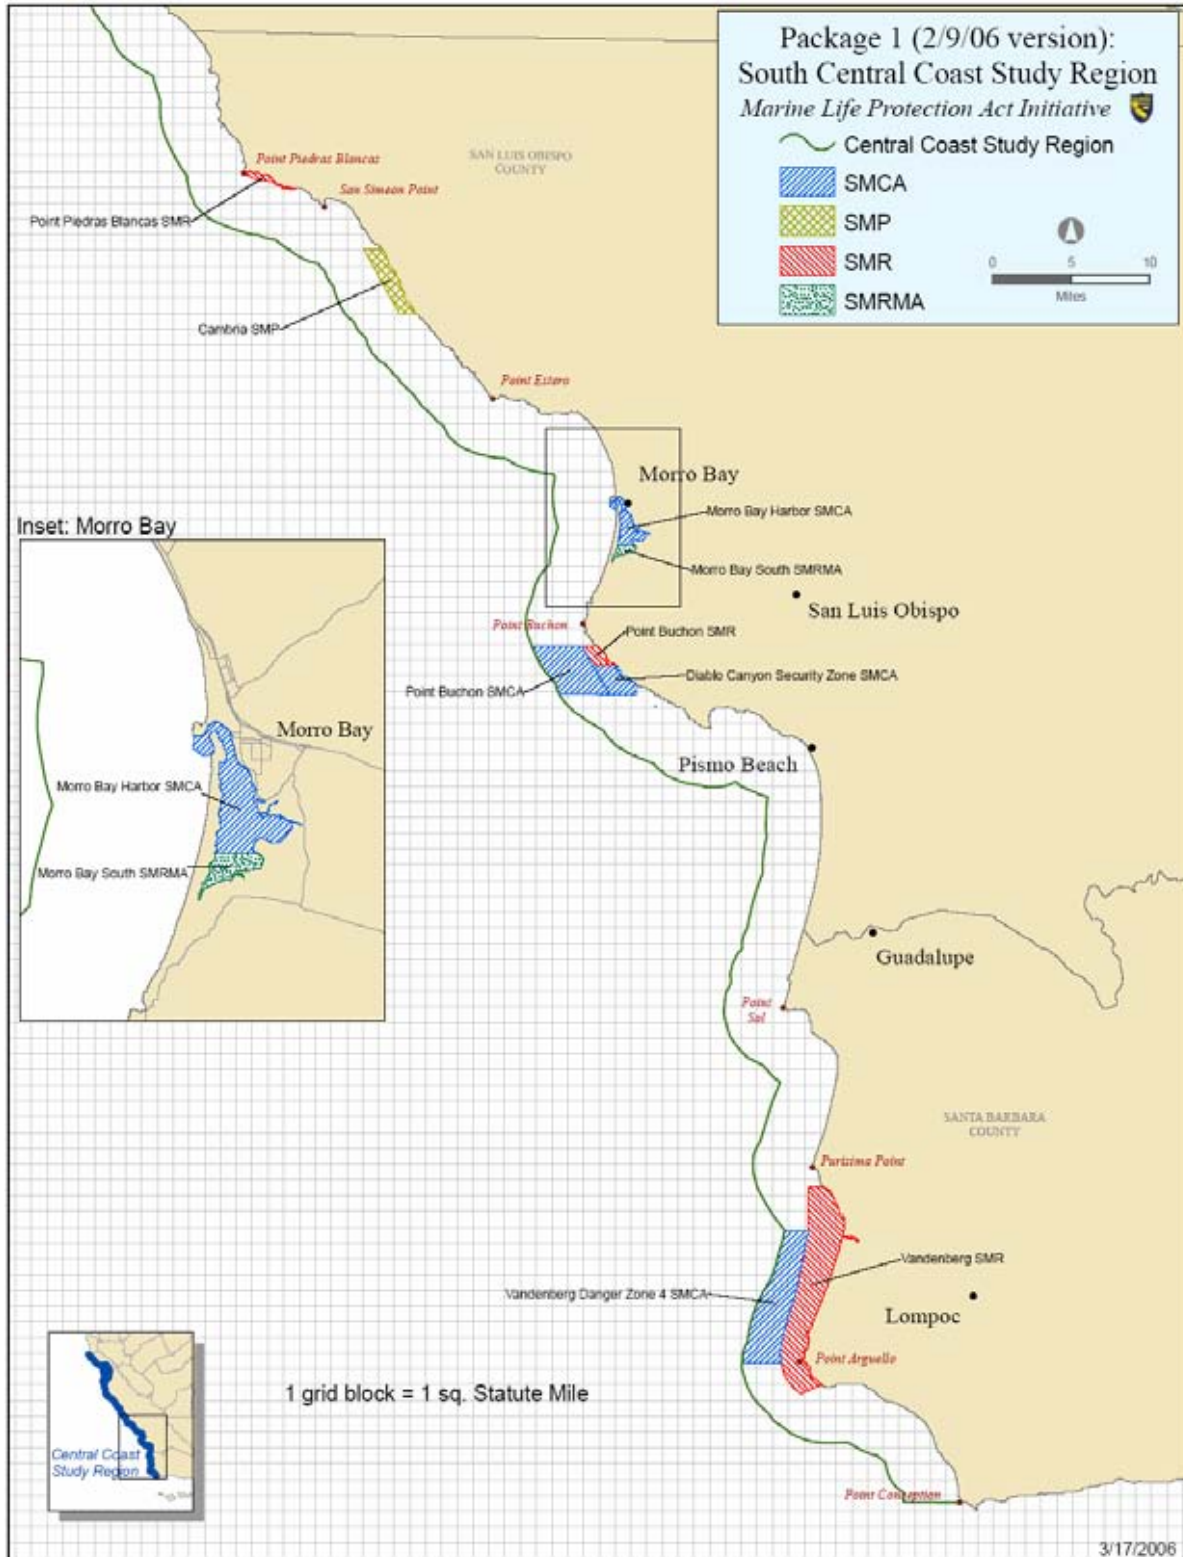 Package 1 (2/9/06 version):
South Central Coast Study Region
Marine Life Protection Act Initiative
Central Coast Study Region
SMCA
SMP
SMR
SMRMA
0 5 10
Miles
Point Piedras Blancas
SAN LUIS OBISPO
COUNTY
San Simeon Point
Point Piedras Blancas SMR
Cambria SMP
Point Estero
Morro Bay
Morro Bay Harbor SMCA
Morro Bay South SMRMA
San Luis Obispo
Point Buchon
Point Buchon SMR
Diablo Canyon Security Zone SMCA
Point Buchon SMCA
Pismo Beach
Inset: Morro Bay
Morro Bay
Morro Bay Harbor SMCA
Morro Bay South SMRMA
Guadalupe
Point
Sal
SANTA BARBARA
COUNTY
Purisima Point
Vandenberg SMR
Vandenberg Danger Zone 4 SMCA
Lompoc
Point Arguello
1 grid block = 1 sq. Statute Mile
Central Coast
Study Region
Point Conception
3/17/2006